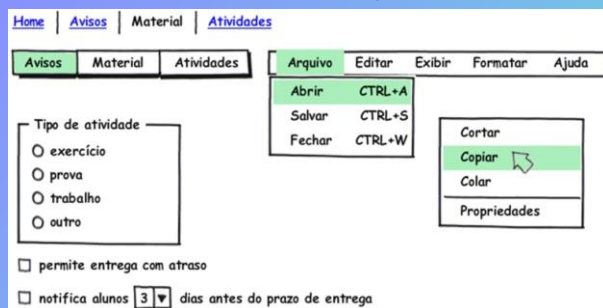 Home | Avisos | Material | Atividades
Avisos Material Atividades
Arquivo Editar Exibir Formatar Ajuda
Abrir CTRL+A
Salvar CTRL+S
Fechar CTRL+W
Cortar
Copiar
Colar
Propriedades
Tipo de atividade
exercício
prova
trabalho
outro
permite entrega com atraso
notifica alunos 3 dias antes do prazo de entrega